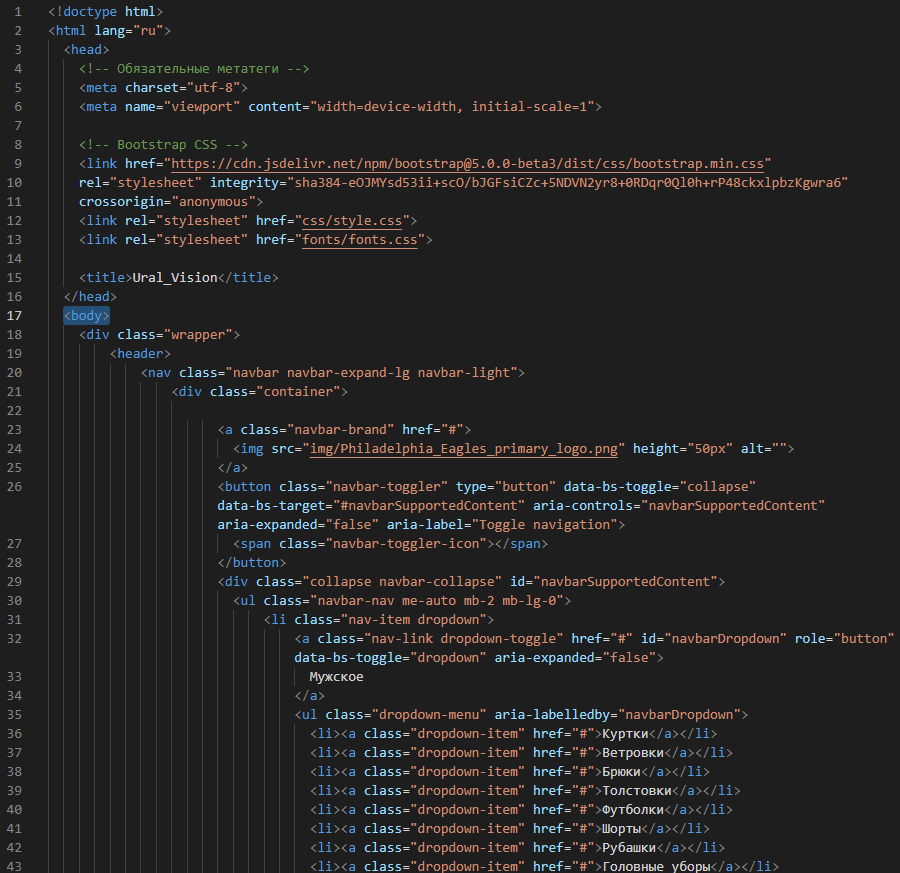 1 <!doctype html>
2 <html lang="ru">
3 <head>
4 <!-- Обязательные метатеги -->
5 <meta charset="utf-8">
6 <meta name="viewport" content="width=device-width, initial-scale=1">
7
8 <!-- Bootstrap CSS -->
9 <link href="https://cdn.jsdelivr.net/npm/bootstrap@5.0.0-beta3/dist/css/bootstrap.min.css"
10 rel="stylesheet" integrity="sha384-eOJMYsd53ii+scO/bJGFsiCZc+5NDVN2yr8+0RDqr0Ql0h+rP48ckxlpbzKgwra6"
11 crossorigin="anonymous">
12 <link rel="stylesheet" href="css/style.css">
13 <link rel="stylesheet" href="fonts/fonts.css">
14
15 <title>Ural_Vision</title>
16 </head>
17 <body>
18 <div class="wrapper">
19 <header>
20 <nav class="navbar navbar-expand-lg navbar-light">
21 <div class="container">
22
23 <a class="navbar-brand" href="#">
24 <img src="img/Philadelphia_Eagles_primary_logo.png" height="50px" alt="">
25 </a>
26 <button class="navbar-toggler" type="button" data-bs-toggle="collapse"
data-bs-target="#navbarSupportedContent" aria-controls="navbarSupportedContent"
aria-expanded="false" aria-label="Toggle navigation">
27 <span class="navbar-toggler-icon"></span>
28 </button>
29 <div class="collapse navbar-collapse" id="navbarSupportedContent">
30 <ul class="navbar-nav me-auto mb-2 mb-lg-0">
31 <li class="nav-item dropdown">
32 <a class="nav-link dropdown-toggle" href="#" id="navbarDropdown" role="button"
data-bs-toggle="dropdown" aria-expanded="false">
33 Мужское
34 </a>
35 <ul class="dropdown-menu" aria-labelledby="navbarDropdown">
36 <li><a class="dropdown-item" href="#">Куртки</a></li>
37 <li><a class="dropdown-item" href="#">Ветровки</a></li>
38 <li><a class="dropdown-item" href="#">Брюки</a></li>
39 <li><a class="dropdown-item" href="#">Толстовки</a></li>
40 <li><a class="dropdown-item" href="#">Футболки</a></li>
41 <li><a class="dropdown-item" href="#">Шорты</a></li>
42 <li><a class="dropdown-item" href="#">Рубашки</a></li>
43 <li><a class="dropdown-item" href="#">Головные уборы</a></li>